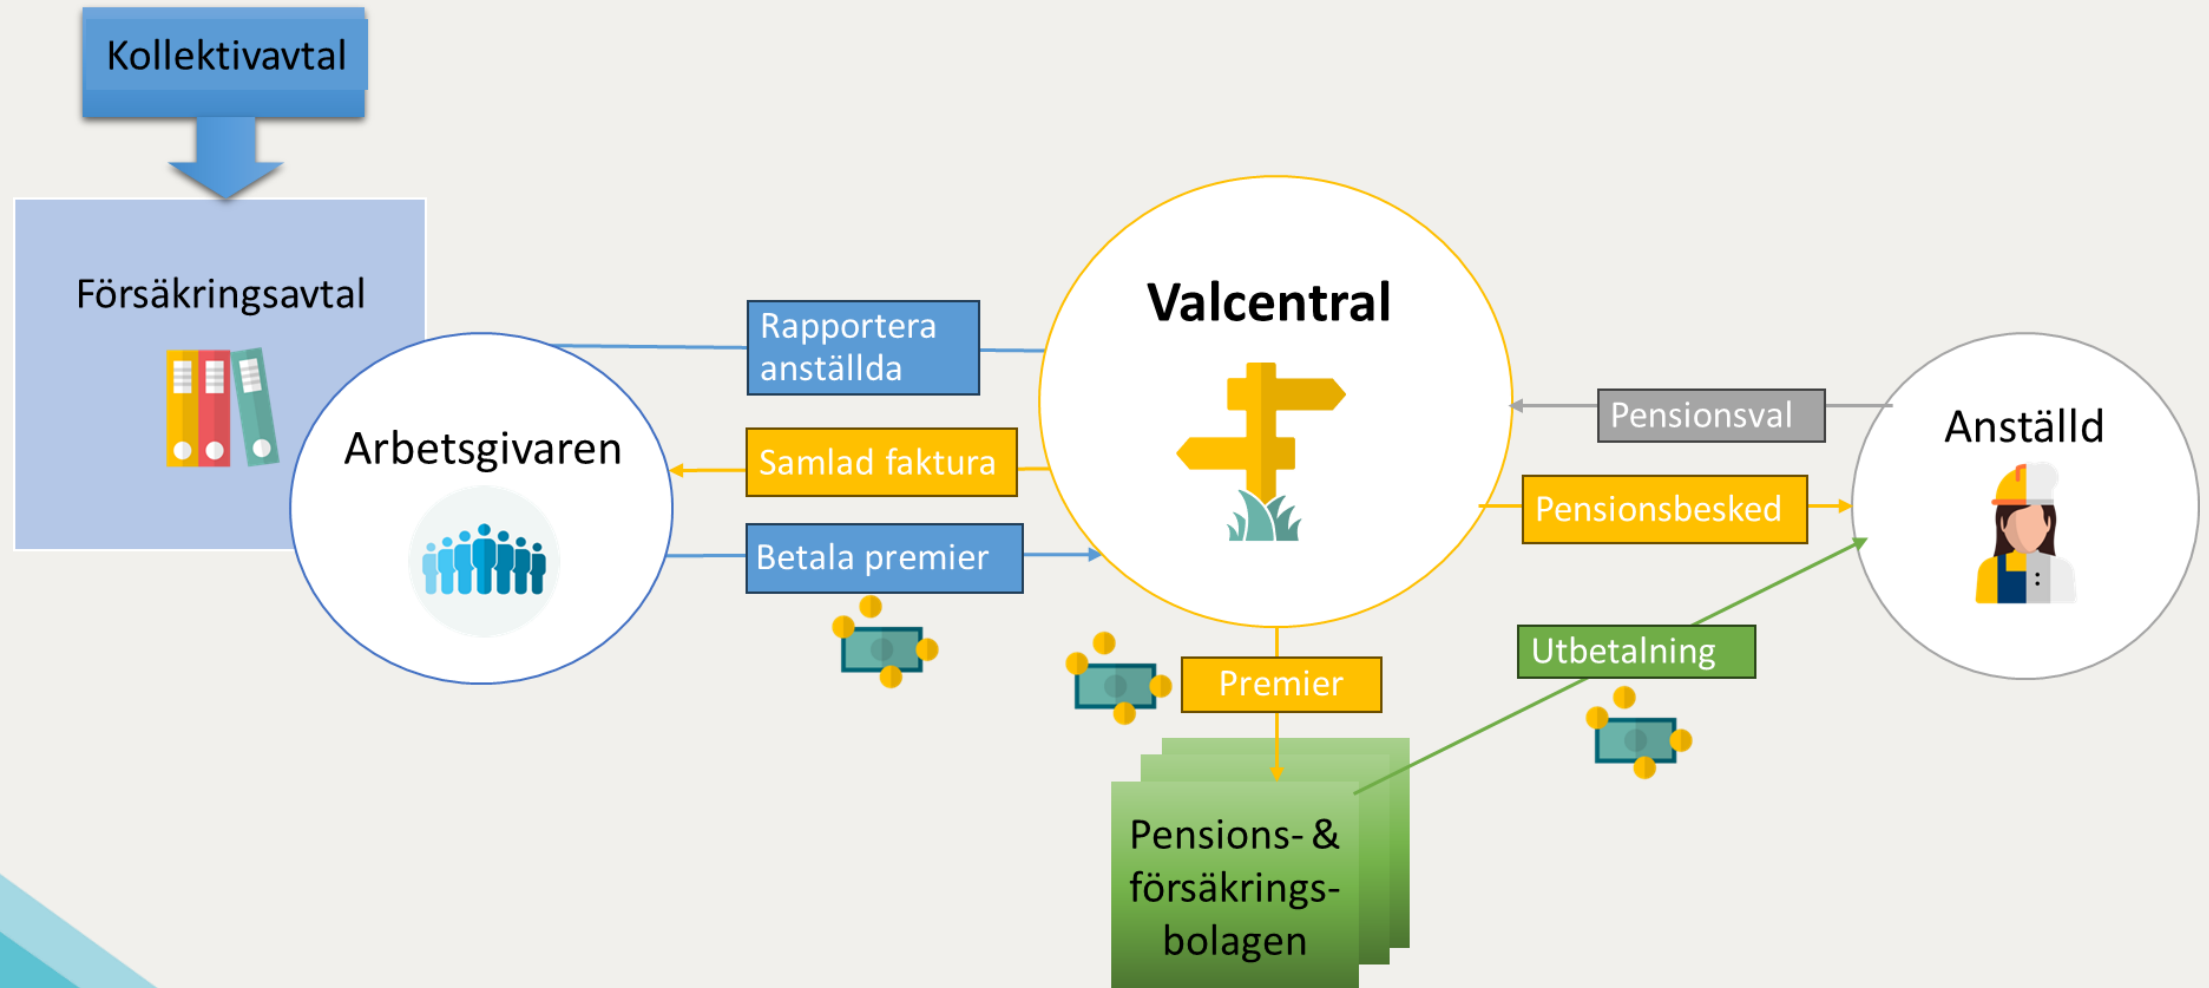 Kollektivavtal
Försäkringsavtal
Arbetsgivaren
Rapportera
anställda
Samlad faktura
Betala premier
Valcentral
Pensionsval
Pensionsbesked
Anställd
Utbetalning
Premier
Pensions- &
försäkrings-
bolagen